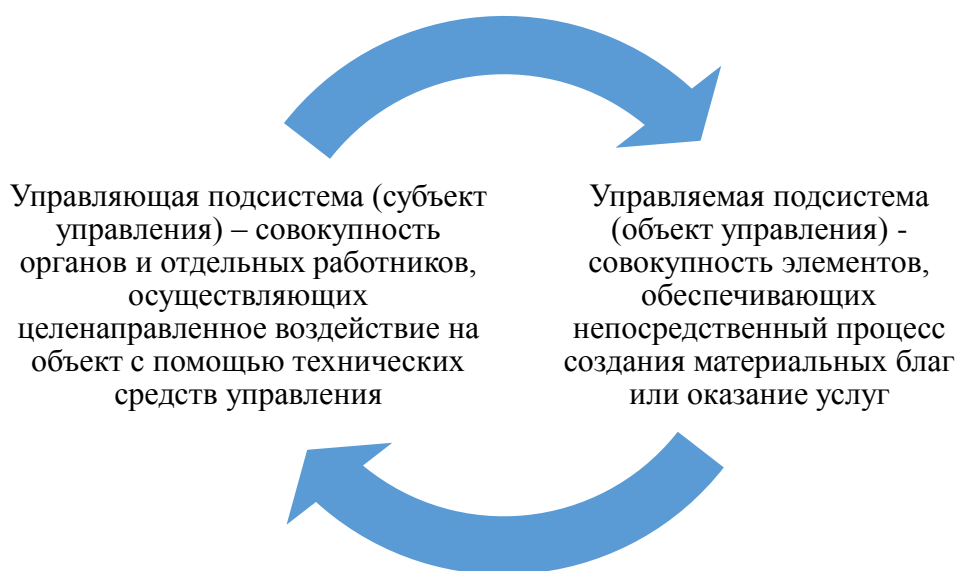 Управляющая подсистема (субъект
управления) – совокупность
органов и отдельных работников,
осуществляющих
целенаправленное воздействие на
объект с помощью технических
средств управления
Управляемая подсистема
(объект управления) -
совокупность элементов,
обеспечивающих
непосредственный процесс
создания материальных благ
или оказание услуг